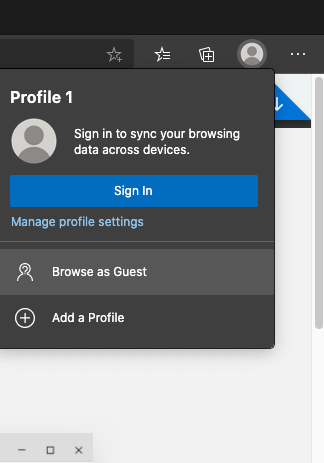 Profile 1
Sign in to sync your browsing
data across devices.
Sign In
Manage profile settings
Browse as Guest
Add a Profile